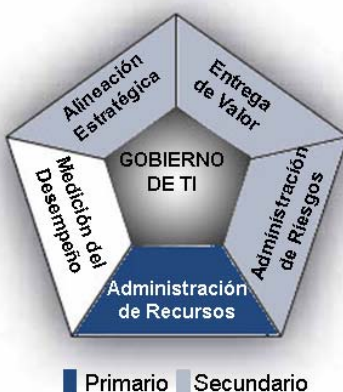 Alineación
Estratégica
Entrega
de Valor
GOBIERNO
DE TI
Medición del
Desempeño
Administración
de Riesgos
Administración
de Recursos
Primario
Secundario